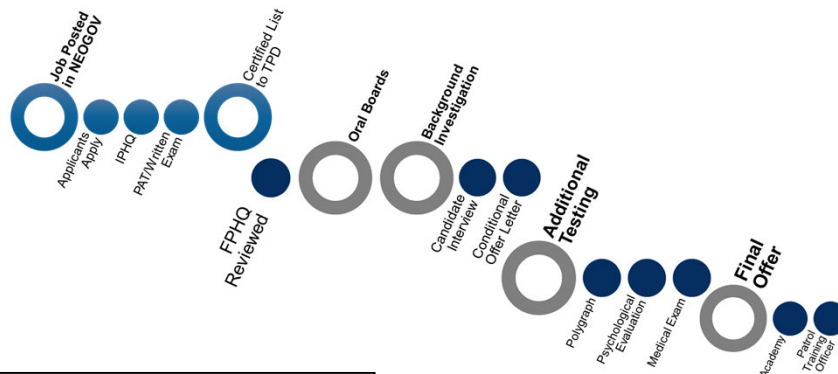 Job Posted
in NEOGOV
Applicants
Apply
IPHQ
PAT/Written
Exam
Certified List
to TPD
FPHQ
Reviewed
Oral Boards
Background
Investigation
Candidate
Interview
Conditional
Offer Letter
Additional
Testing
Polygraph
Psychological
Evaluation
Medical Exam
Final
Offer
Academy
Patrol
Training
Officer